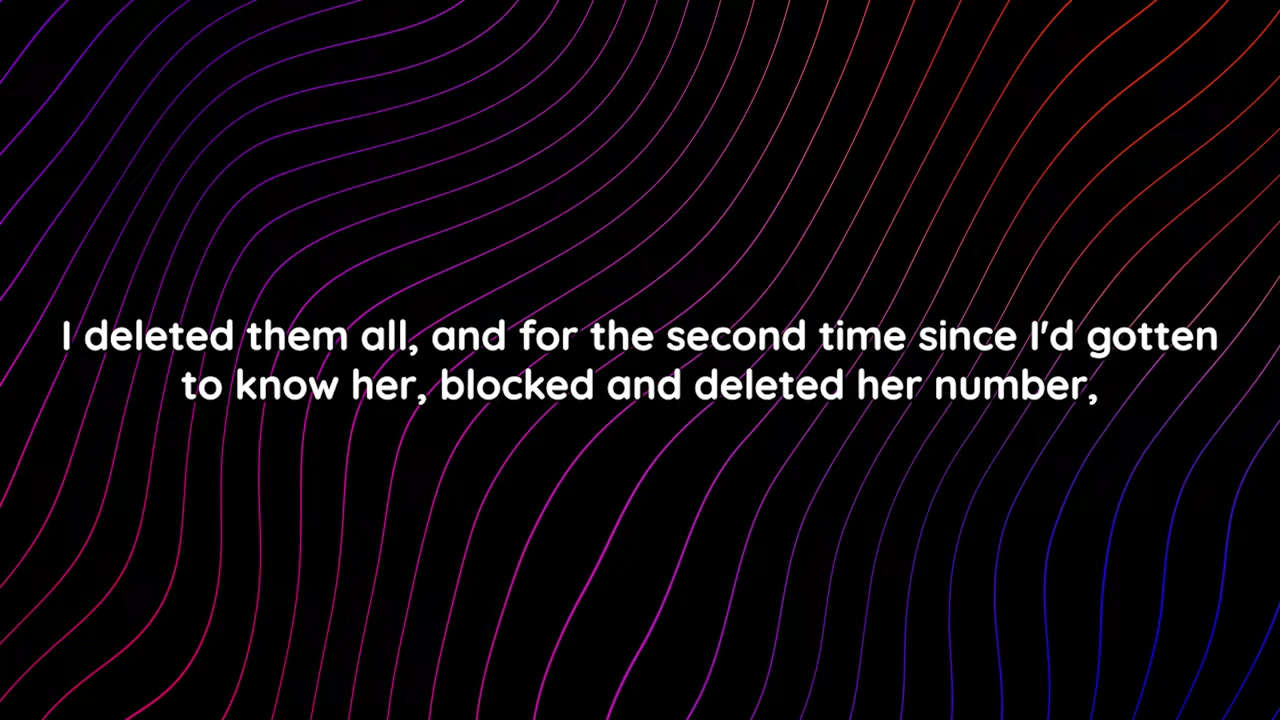 I deleted them all, and for the second time since I'd gotten
to know her, blocked and deleted her number,